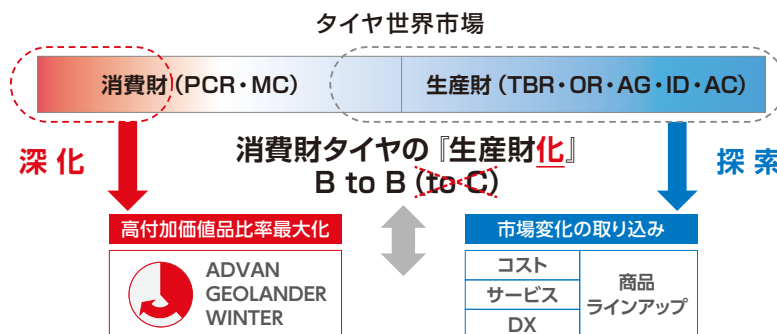 タイヤ世界市場
消費財（PCR・MC）
生産財（TBR・OR・AG・ID・AC）
深化
消費財タイヤの『生産財化』
B to B (to C)
探索
高付加価値品比率最大化
ADVAN
GEOLANDER
WINTER
市場変化の取り込み
コスト
サービス
DX
商品
ラインアップ